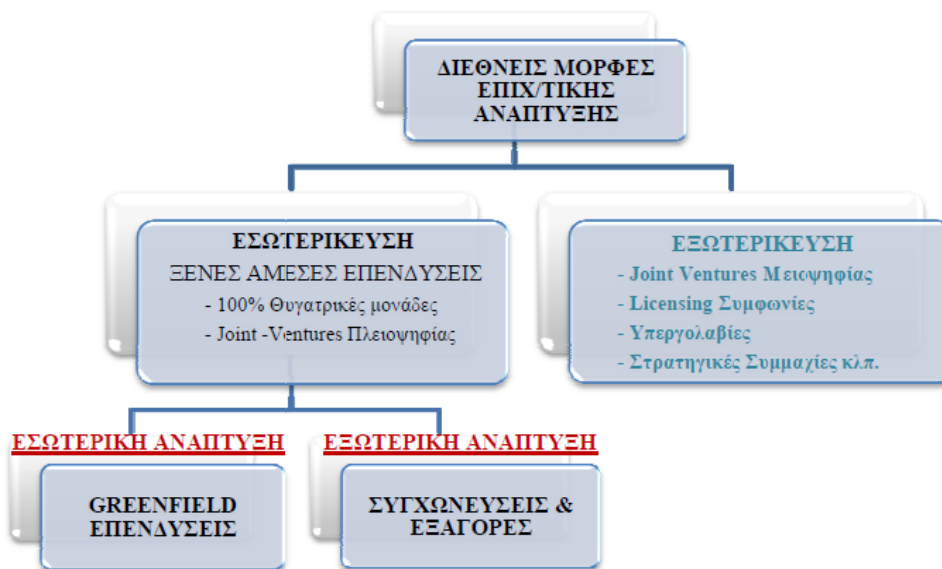 ΔΙΕΘΝΕΙΣ ΜΟΡΦΕΣ
ΕΠΙΧ/ΤΙΚΗΣ
ΑΝΑΠΤΥΞΗΣ
ΕΣΩΤΕΡΙΚΕΥΣΗ
ΞΕΝΕΣ ΑΜΕΣΕΣ ΕΠΕΝΔΥΣΕΙΣ
- 100% Θυγατρικές μονάδες
- Joint -Ventures Πλειοψηφίας
ΕΞΩΤΕΡΙΚΕΥΣΗ
- Joint Ventures Μειοψηφίας
- Licensing Συμφωνίες
- Υπεργολαβίες
- Στρατηγικές Συμμαχίες κλπ.
ΕΣΩΤΕΡΙΚΗ ΑΝΑΠΤΥΞΗ
GREENFIELD
ΕΠΕΝΔΥΣΕΙΣ
ΕΞΩΤΕΡΙΚΗ ΑΝΑΠΤΥΞΗ
ΣΥΓΧΩΝΕΥΣΕΙΣ &
ΕΞΑΓΟΡΕΣ